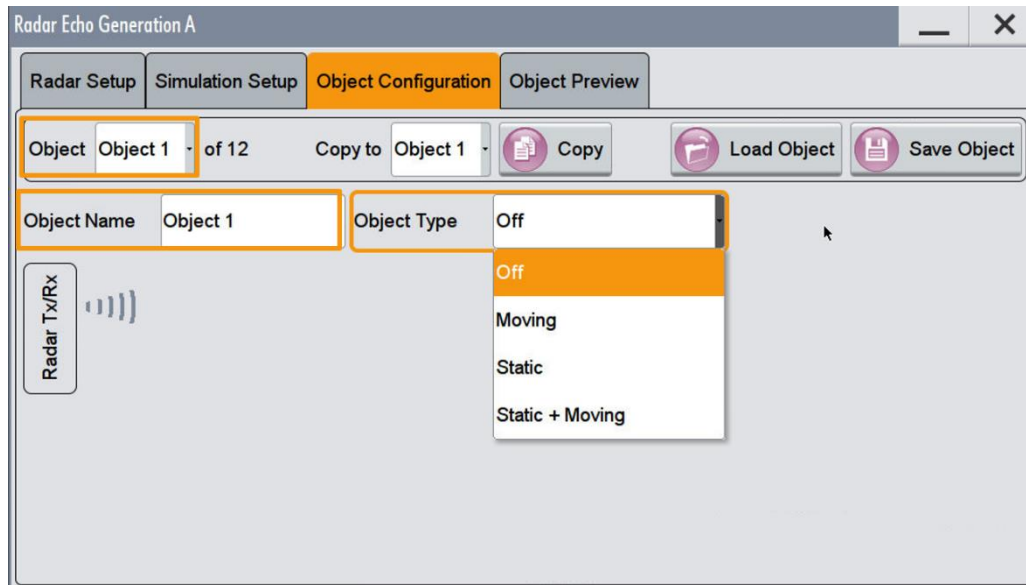 Radar Echo Generation A
Radar Setup Simulation Setup Object Configuration Object Preview
Object Object 1 of 12 Copy to Object 1 Copy Load Object Save Object
Object Name Object 1 Object Type Off
Off
Radar Tx/Rx
Moving
Static
Static + Moving